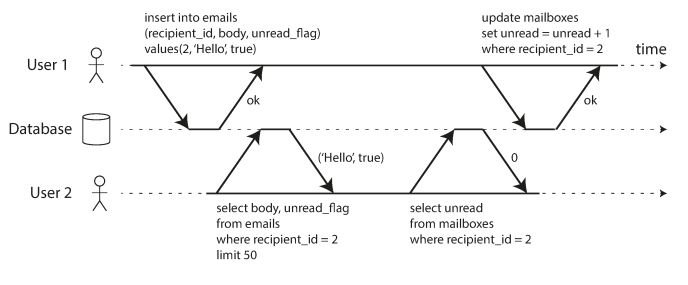 insert into emails
(recipient_id, body, unread_flag)
values(2, ‘Hello’, true)
update mailboxes
set unread = unread + 1
where recipient_id = 2
time
User 1
ok
ok
Database
(‘Hello’, true)
0
User 2
select body, unread_flag
from emails
where recipient_id = 2
limit 50
select unread
from mailboxes
where recipient_id = 2